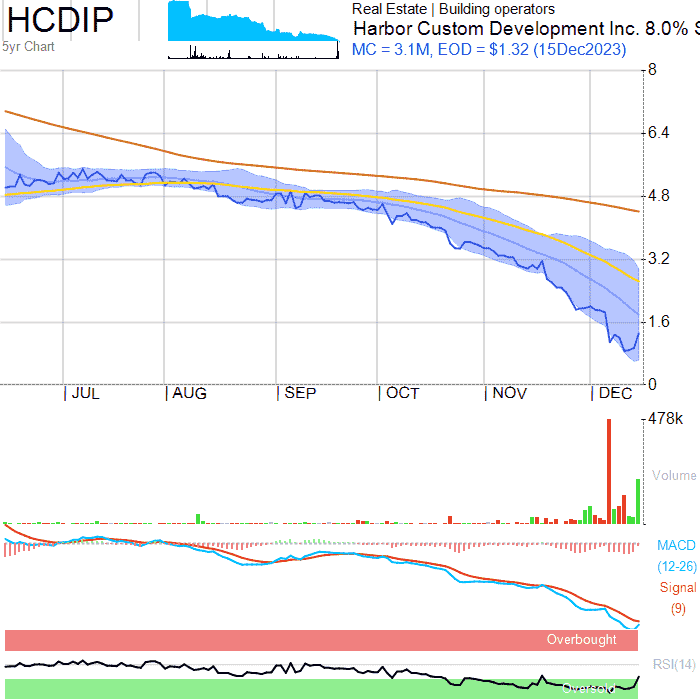 HCDIP
5yr Chart
Real Estate | Building operators
Harbor Custom Development Inc. 8.0% S
MC = 3.1M, EOD = $1.32 (15Dec2023)
8
6.4
4.8
3.2
1.6
0
JUL AUG SEP OCT NOV DEC
478k
Volume
MACD
(12-26)
Signal
(9)
Overbought
RSI(14)
Oversold